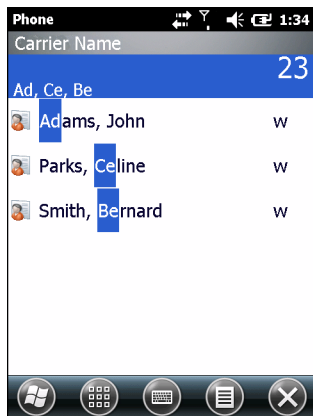 Phone 1:34
Carrier Name
23
Ad, Ce, Be
Adams, John w
Parks, Celine w
Smith, Bernard w